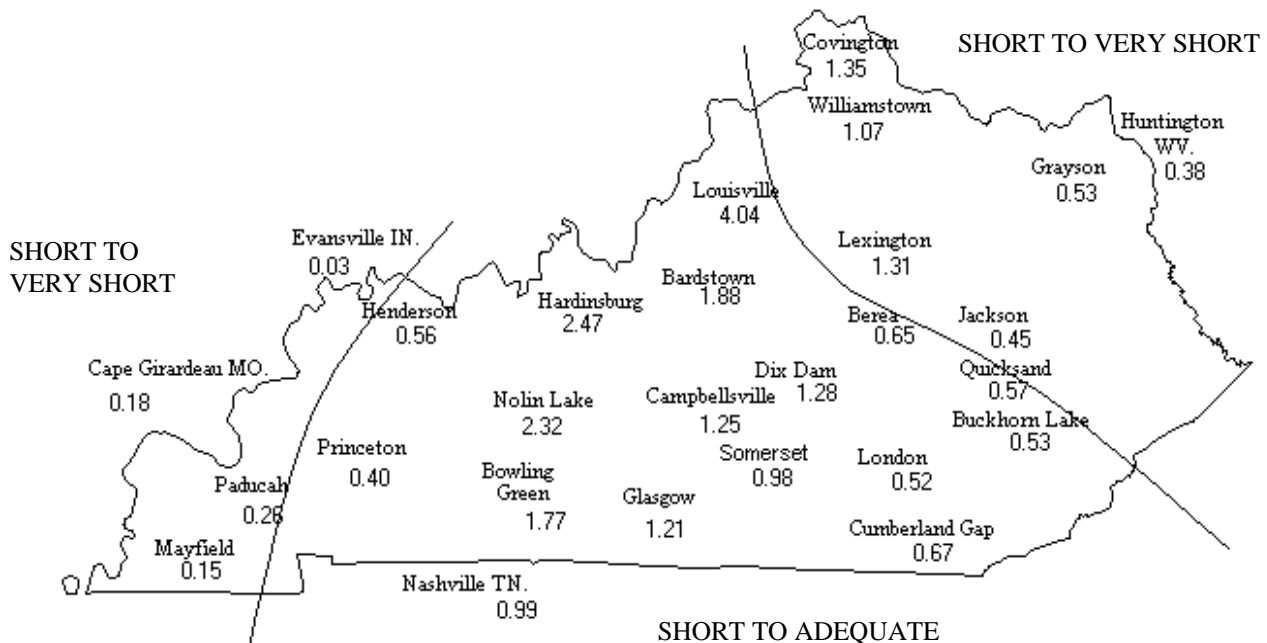 Covington
1.35
SHORT TO VERY SHORT
Williamstown
1.07
Huntington
WV.
0.38
Grayson
0.53
Louisville
4.04
Evansville IN.
0.03
SHORT TO
VERY SHORT
Lexington
1.31
Bardstown
1.88
Hardinsburg
2.47
Henderson
0.56
Berea
0.65
Jackson
0.45
Cape Girardeau MO.
0.18
Dix Dam
1.28
Quicksand
0.57
Nolin Lake
2.32
Campbellsville
1.25
Buckhorn Lake
0.53
Princeton
0.40
Somerset
0.98
London
0.52
Paducah
0.26
Bowling
Green
1.77
Glasgow
1.21
Cumberland Gap
0.67
Mayfield
0.15
Nashville TN.
0.99
SHORT TO ADEQUATE